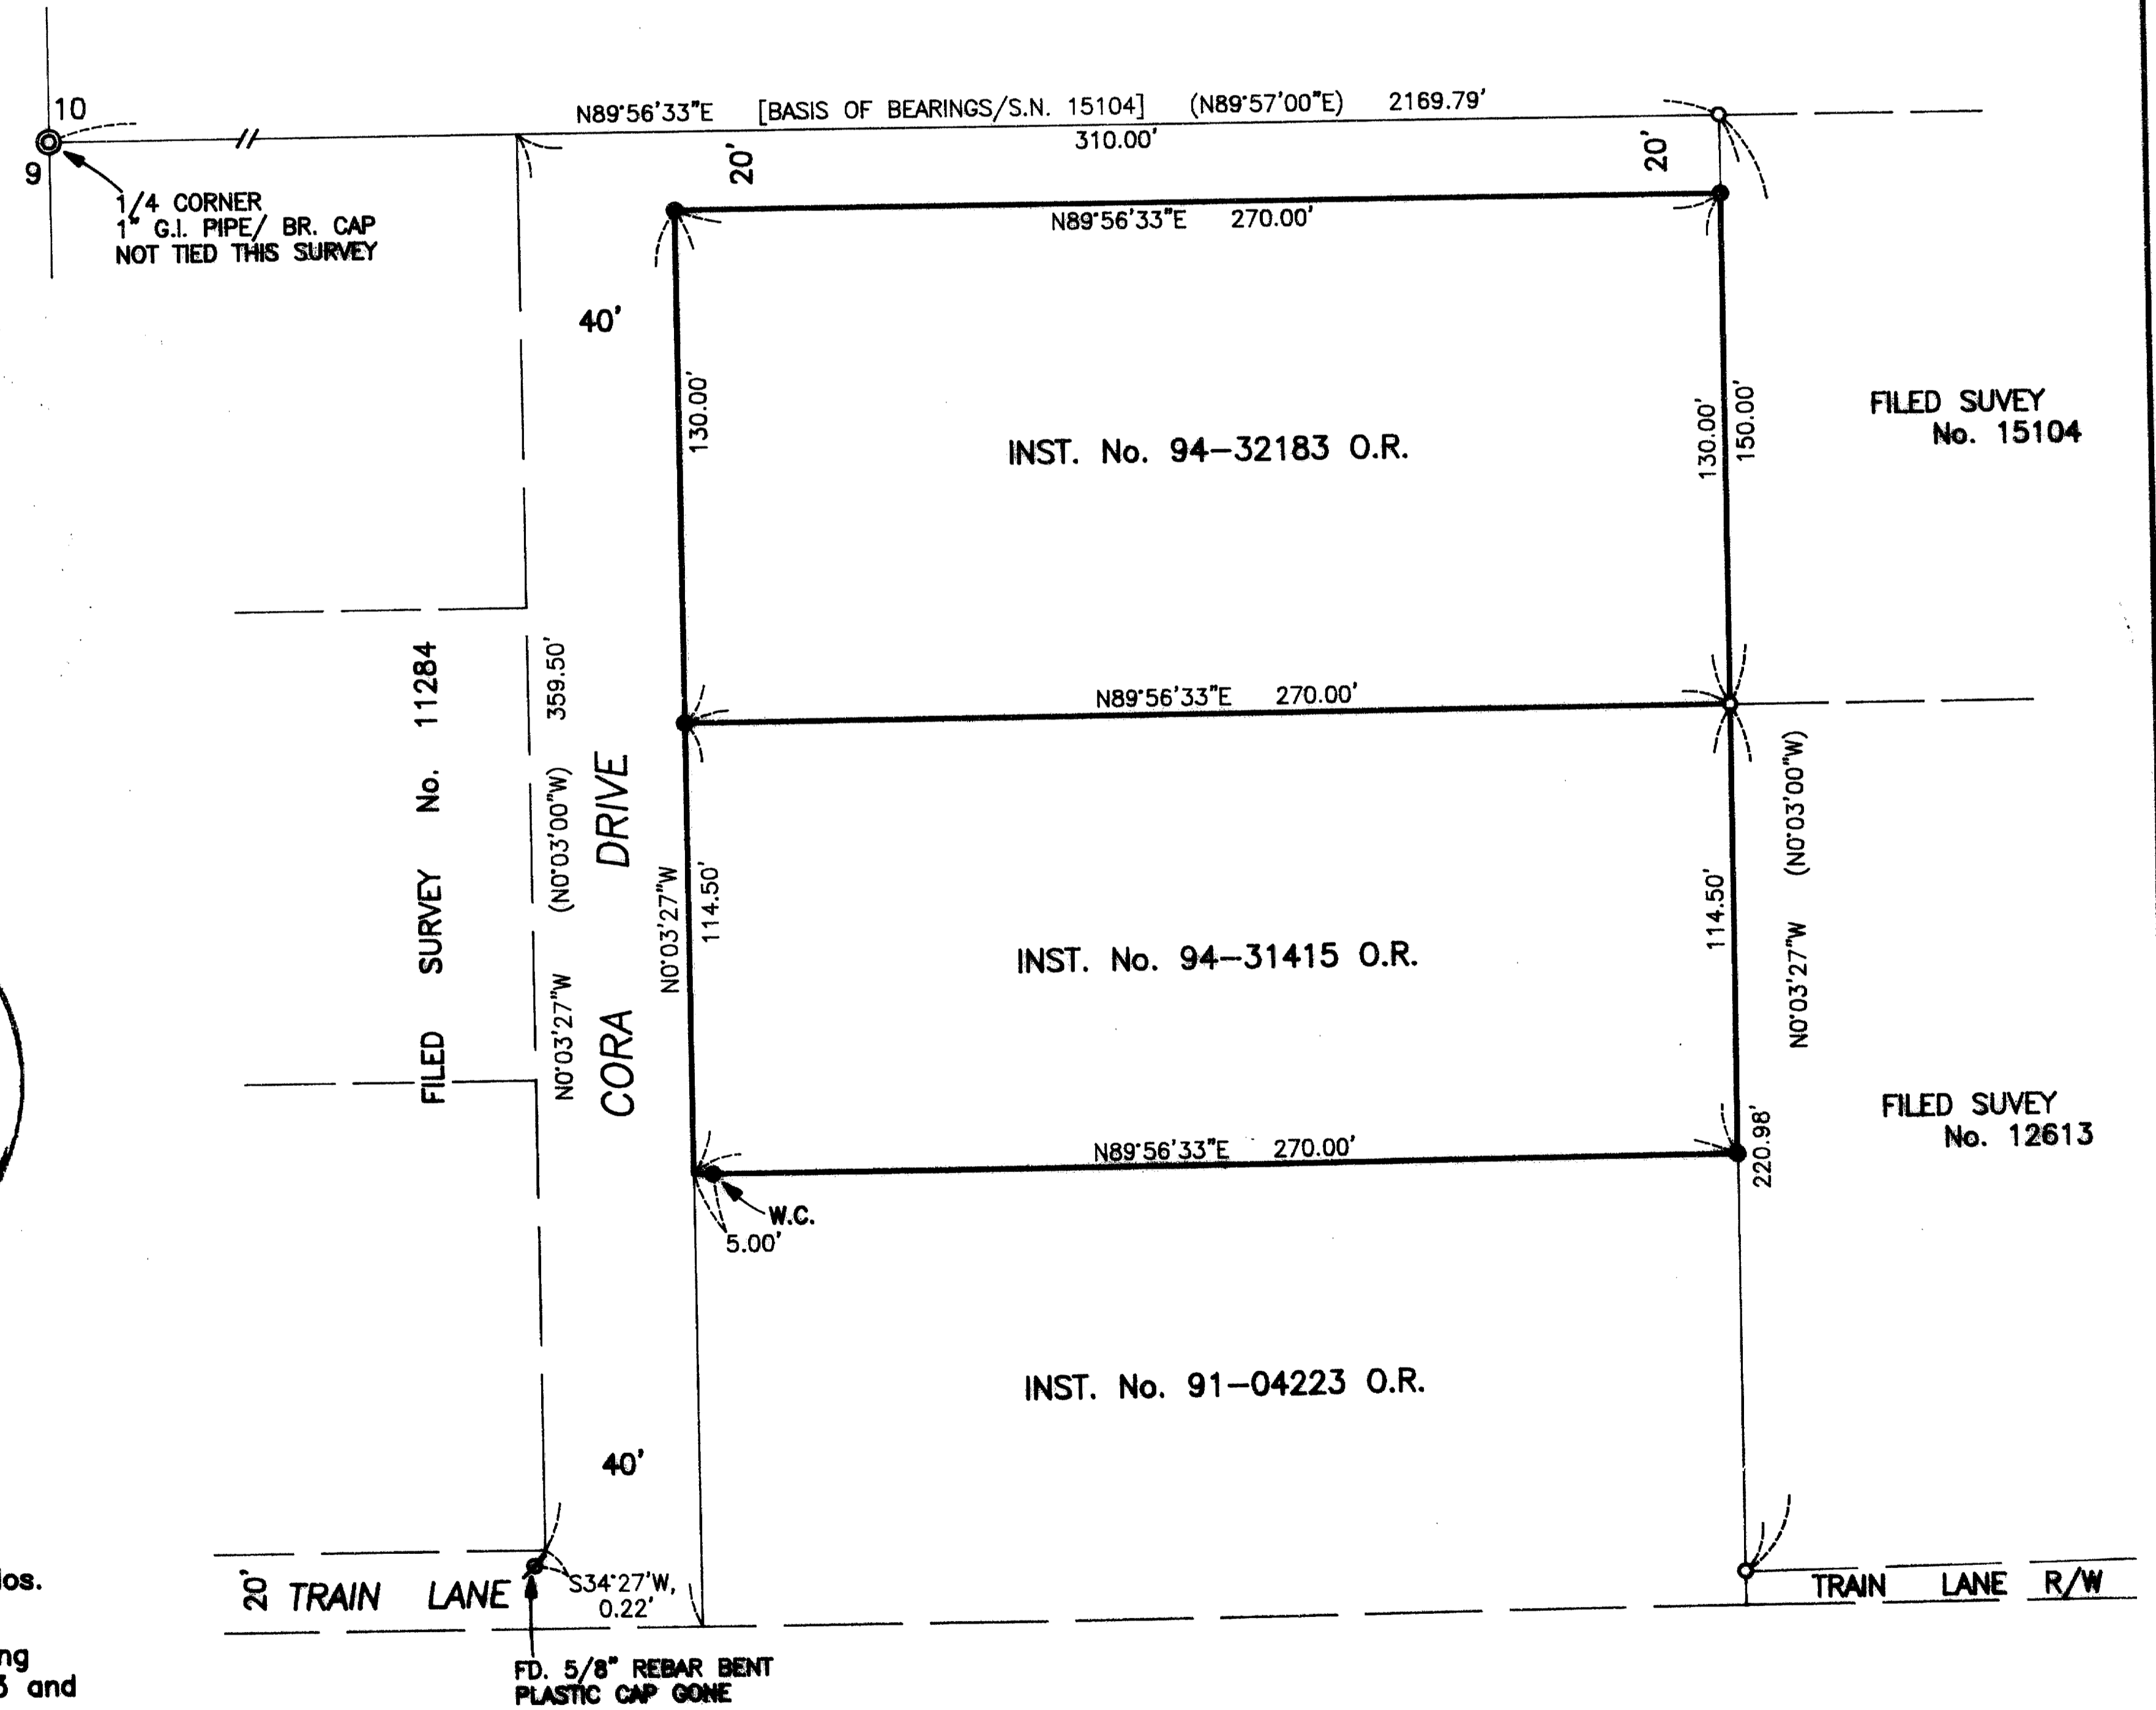 10
9
1/4 CORNER
1" G.I. PIPE/ BR. CAP
NOT TIED THIS SURVEY
N89°56'33"E [BASIS OF BEARINGS/S.N. 15104] (N89°57'00"E) 2169.79'
310.00'
20'
20'
N89°56'33"E 270.00'
40'
130.00'
INST. No. 94-32183 O.R.
130.00'
150.00'
FILED SUVEY
No. 15104
FILED SURVEY No. 11284
N0°03'27"W (N0°03'00"W) 359.50'
CORA DRIVE
N89°56'33"E 270.00'
N0°03'27"W
114.50'
INST. No. 94-31415 O.R.
114.50'
N0°03'27"W (N0°03'00"W)
N89°56'33"E 270.00'
220.98'
FILED SUVEY
No. 12613
W.C.
5.00'
INST. No. 91-04223 O.R.
40'
20'
TRAIN LANE
S34°27'W,
0.22'
TRAIN LANE R/W
FD. 5/8" REBAR BENT
PLASTIC CAP GONE
los.
ng
and